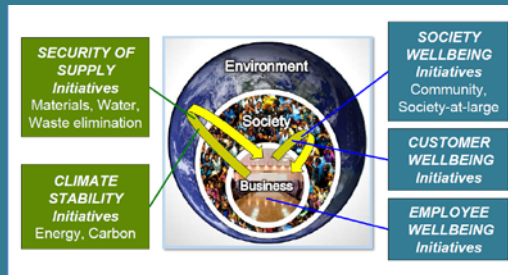 SECURITY OF
SUPPLY
Initiatives
Materials, Water,
Waste elimination
CLIMATE
STABILITY
Initiatives
Energy, Carbon
Environment
Society
Business
SOCIETY
WELLBEING
Initiatives
Community,
Society-at-large
CUSTOMER
WELLBEING
Initiatives
EMPLOYEE
WELLBEING
Initiatives